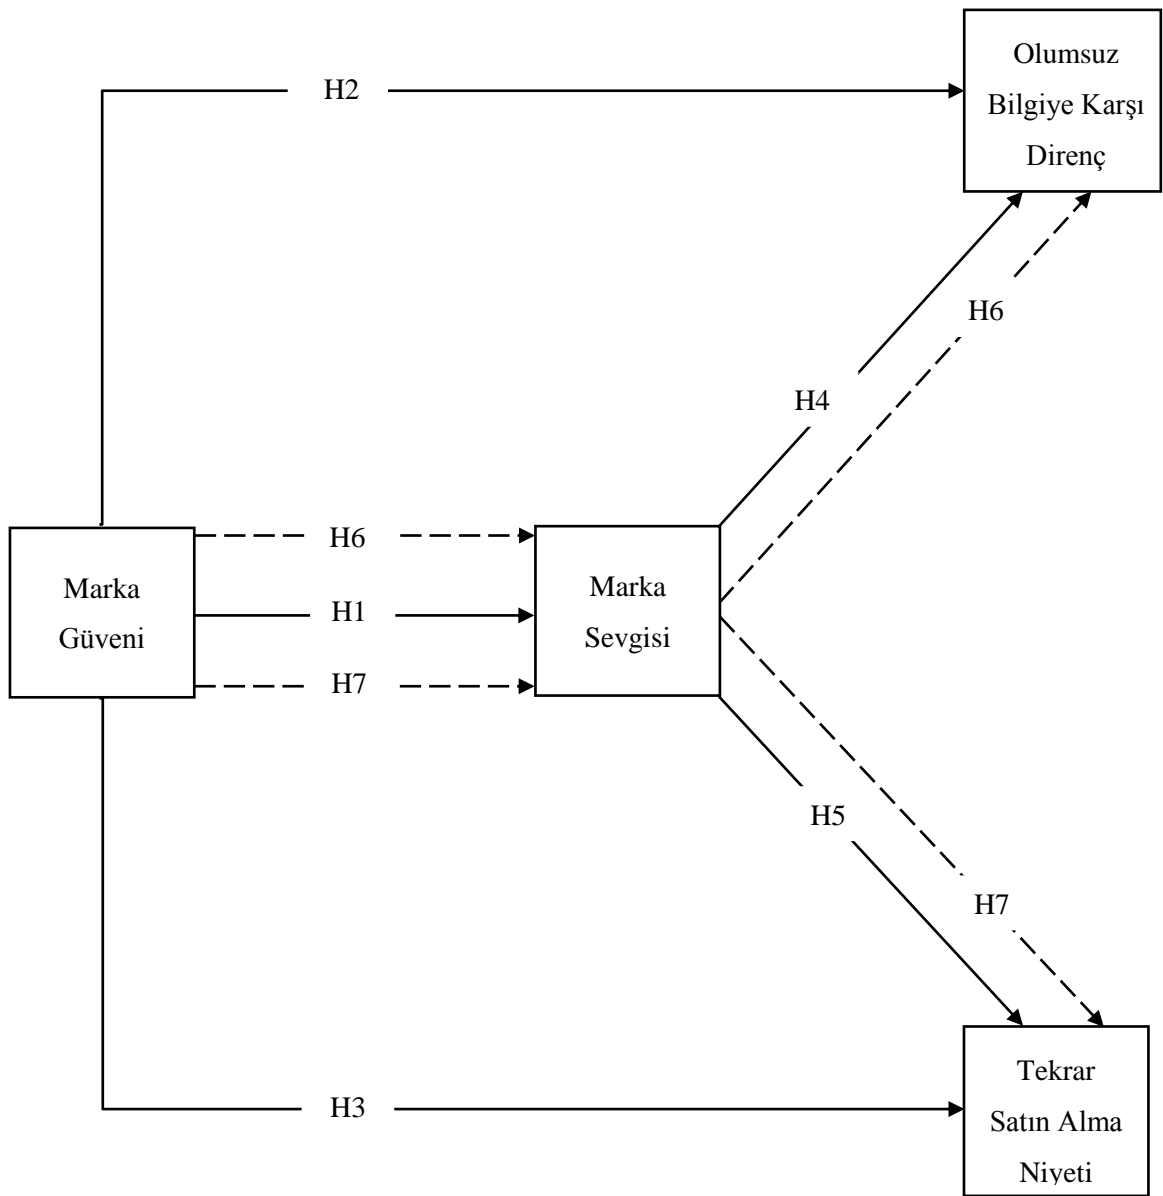 Olumsuz
Bilgiye Karşı
Direnç
H2
H6
H4
H6
H1
H7
Marka
Güveni
Marka
Sevgisi
H5
H7
H3
Tekrar
Satın Alma
Niyeti